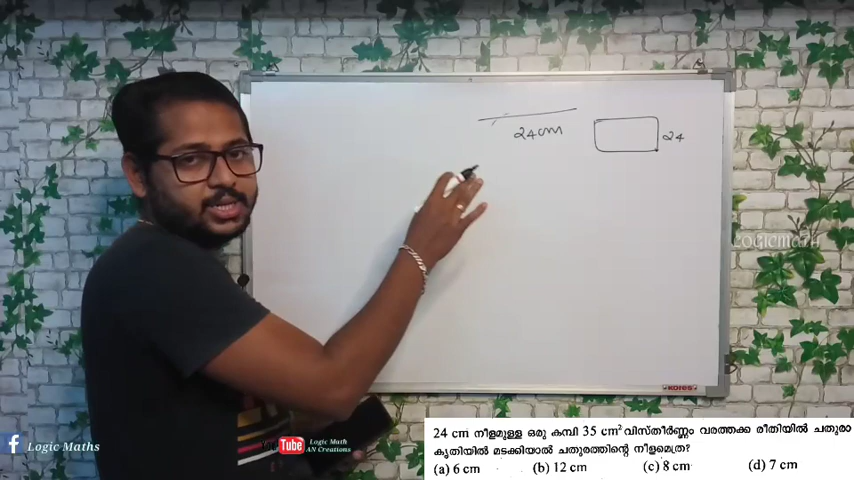 24cm
24
LOGICMATH
KORES
f Logic Maths
YouTube
Logic Math
AN Creations
24 cm നീളമുള്ള ഒരു കമ്പി 35 cm² വിസ്തീർണ്ണം വരത്തക്ക രീതിയിൽ ചതുരാ
കൃതിയിൽ മടക്കിയാൽ ചതുരത്തിന്റെ നീളമെത്ര?
(a) 6 cm (b) 12 cm (c) 8 cm (d) 7 cm